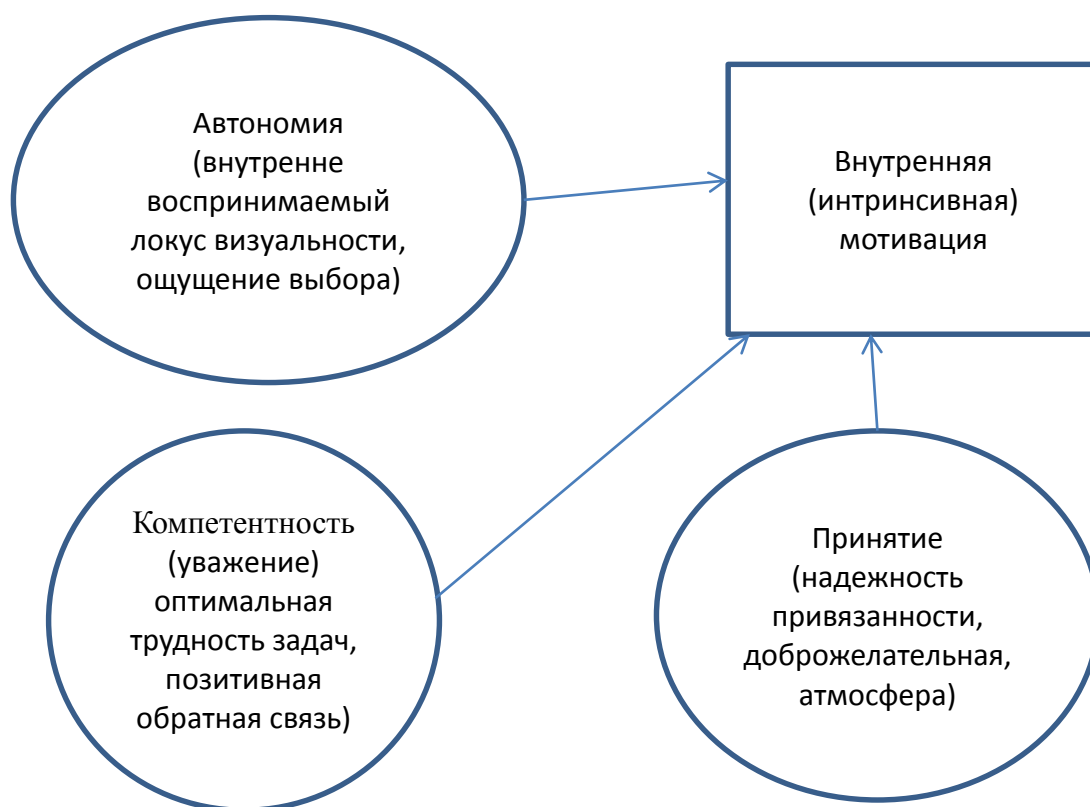 Автономия
(внутренне
воспринимаемый
локус визуальности,
ощущение выбора)
Внутренняя
(интринсивная)
мотивация
Компетентность
(уважение)
оптимальная
трудность задач,
позитивная
обратная связь)
Принятие
(надежность
привязанности,
доброжелательная,
атмосфера)